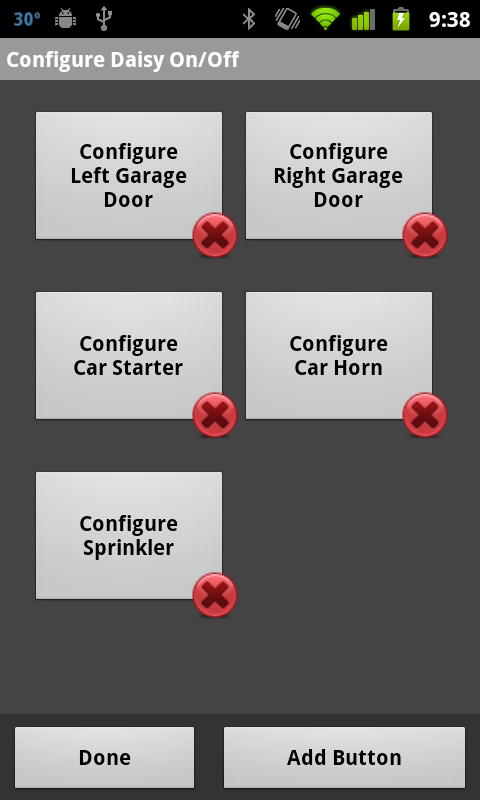 30° 9:38
Configure Daisy On/Off
Configure
Left Garage
Door
Configure
Right Garage
Door
Configure
Car Starter
Configure
Car Horn
Configure
Sprinkler
Done
Add Button